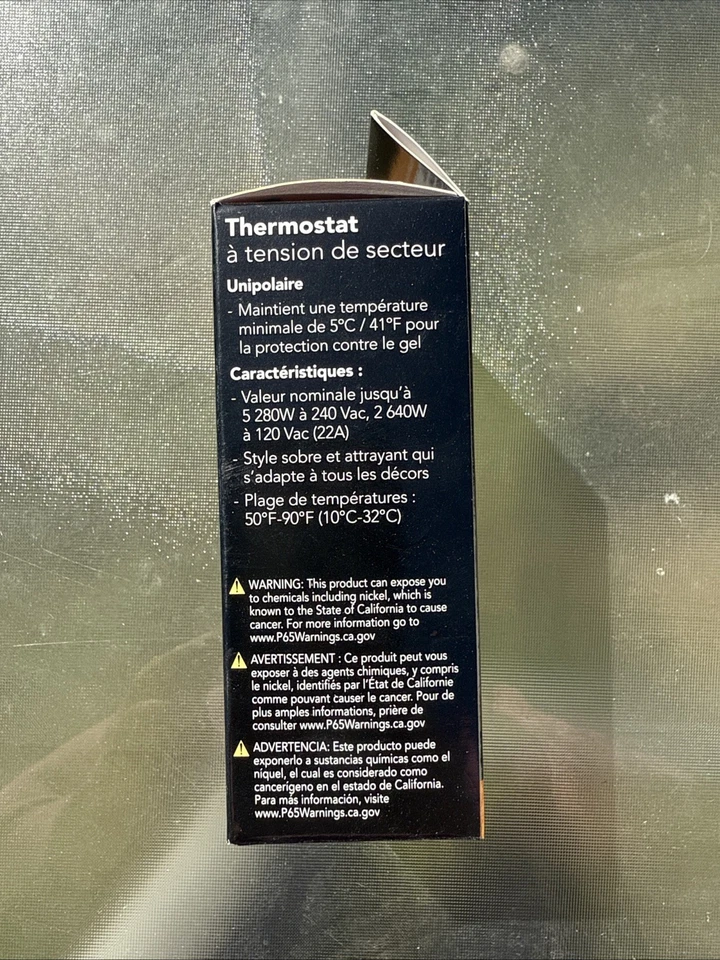 Thermostat
à tension de secteur
Unipolaire
- Maintient une température
minimale de 5°C / 41°F pour
la protection contre le gel
Caractéristiques :
- Valeur nominale jusqu'à
5 280W à 240 Vac, 2 640W
à 120 Vac (22A)
- Style sobre et attrayant qui
s'adapte à tous les décors
- Plage de températures :
50°F-90°F (10°C-32°C)
WARNING: This product can expose you
to chemicals including nickel, which is
known to the State of California to cause
cancer. For more information go to
www.P65Warnings.ca.gov
AVERTISSEMENT : Ce produit peut vous
exposer à des agents chimiques, y compris
le nickel, identifiés par l'État de Californie
comme pouvant causer le cancer. Pour de
plus amples informations, prière de
consulter www.P65Warnings.ca.gov
ADVERTENCIA: Este producto puede
exponerlo a sustancias químicas como el
níquel, el cual es considerado como
cancerígeno en el estado de California.
Para más información, visite
www.P65Warnings.ca.gov